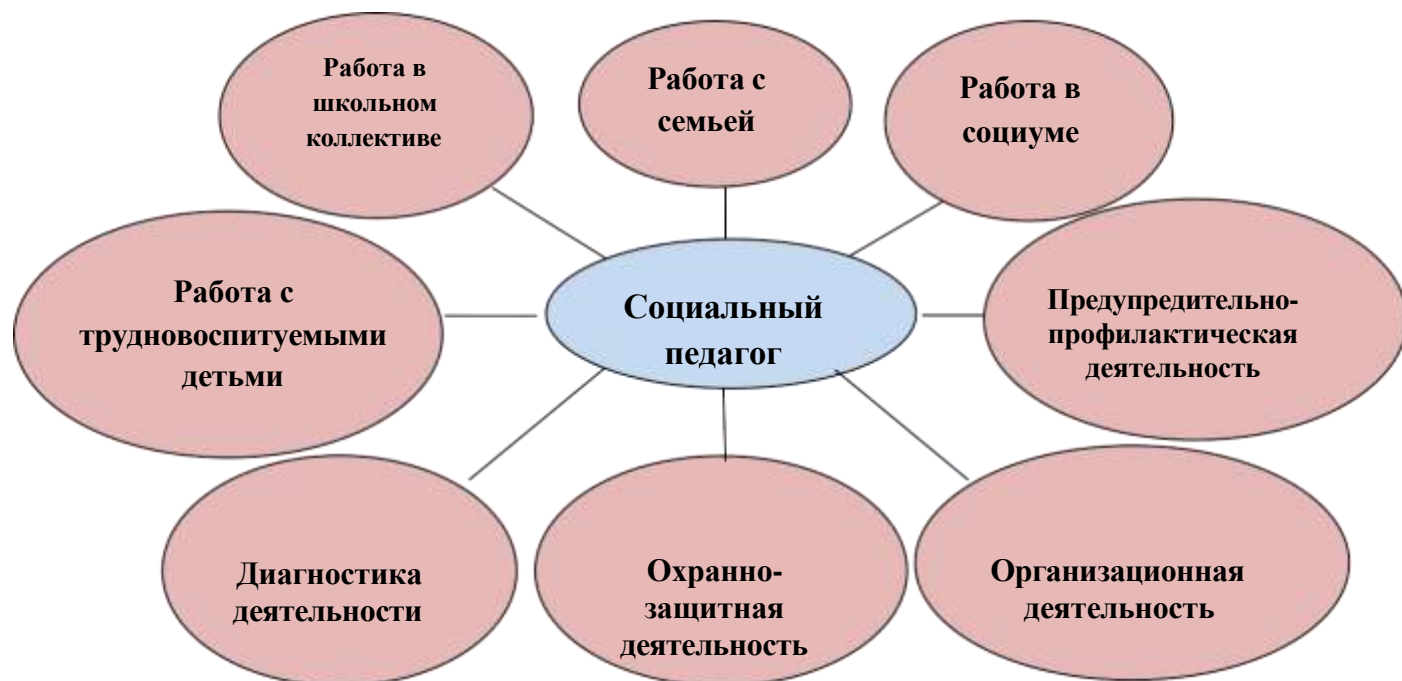 Работа в
школьном
коллективе
Работа с
семьей
Работа в
социуме
Работа с
трудновоспитуемыми
детьми
Социальный
педагог
Предупредительно-
профилактическая
деятельность
Диагностика
деятельности
Охранно-
защитная
деятельность
Организационная
деятельность